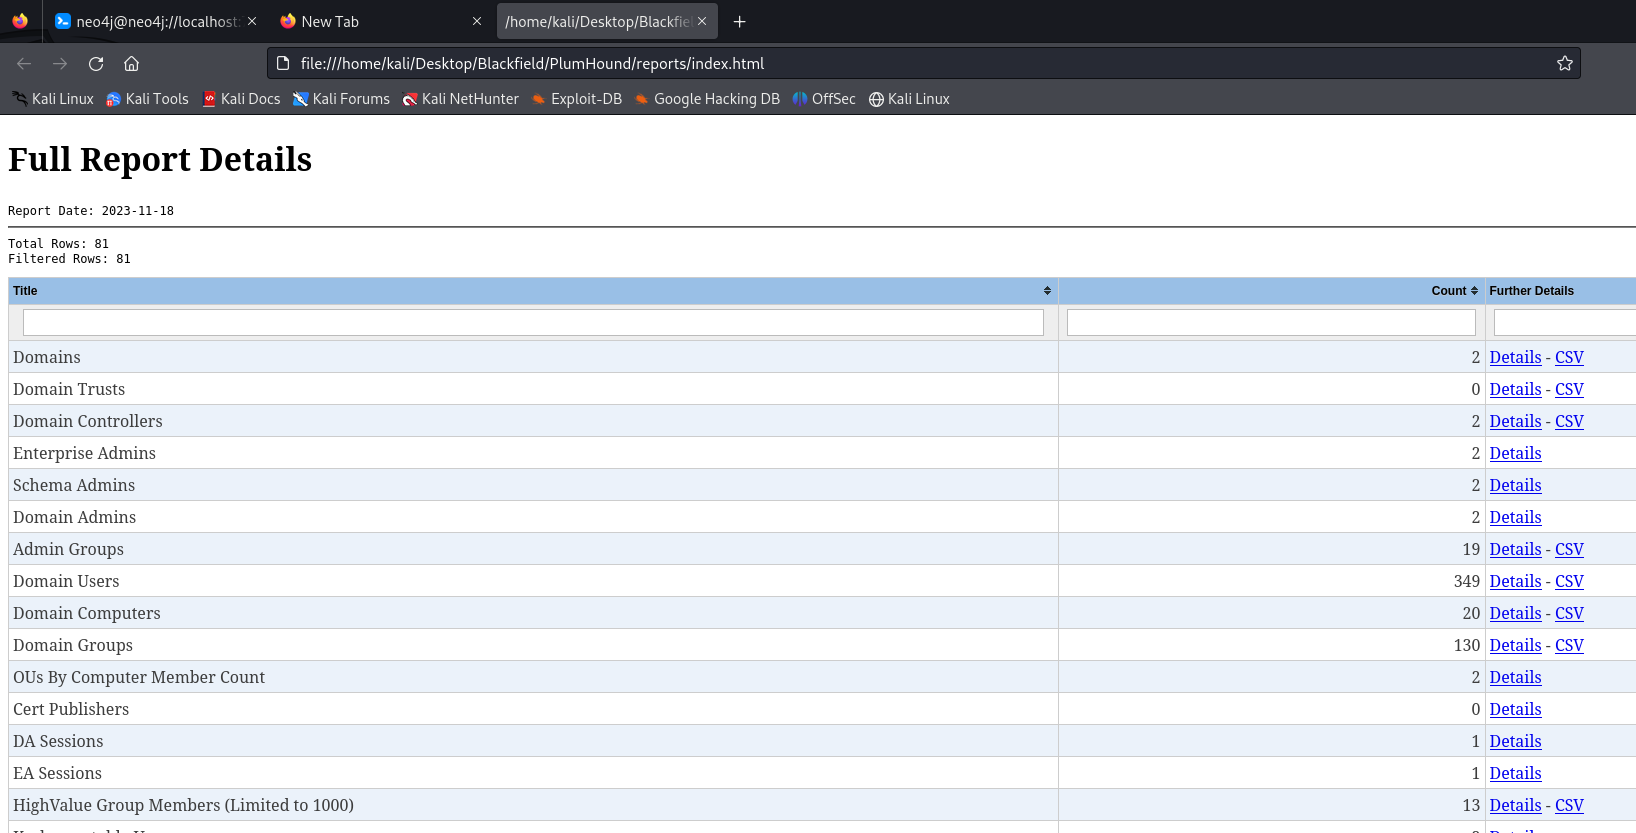 neo4j@neo4j://localhost:
New Tab
/home/kali/Desktop/Blackfie
file:///home/kali/Desktop/Blackfield/PlumHound/reports/index.html
Kali Linux Kali Tools Kali Docs Kali Forums Kali NetHunter Exploit-DB Google Hacking DB OffSec Kali Linux
Full Report Details
Report Date: 2023-11-18
Total Rows: 81
Filtered Rows: 81
Title Count Further Details
Domains 2 Details - CSV
Domain Trusts 0 Details - CSV
Domain Controllers 2 Details - CSV
Enterprise Admins 2 Details
Schema Admins 2 Details
Domain Admins 2 Details
Admin Groups 19 Details - CSV
Domain Users 349 Details - CSV
Domain Computers 20 Details - CSV
Domain Groups 130 Details - CSV
OUs By Computer Member Count 2 Details
Cert Publishers 0 Details
DA Sessions 1 Details
EA Sessions 1 Details
HighValue Group Members (Limited to 1000) 13 Details - CSV